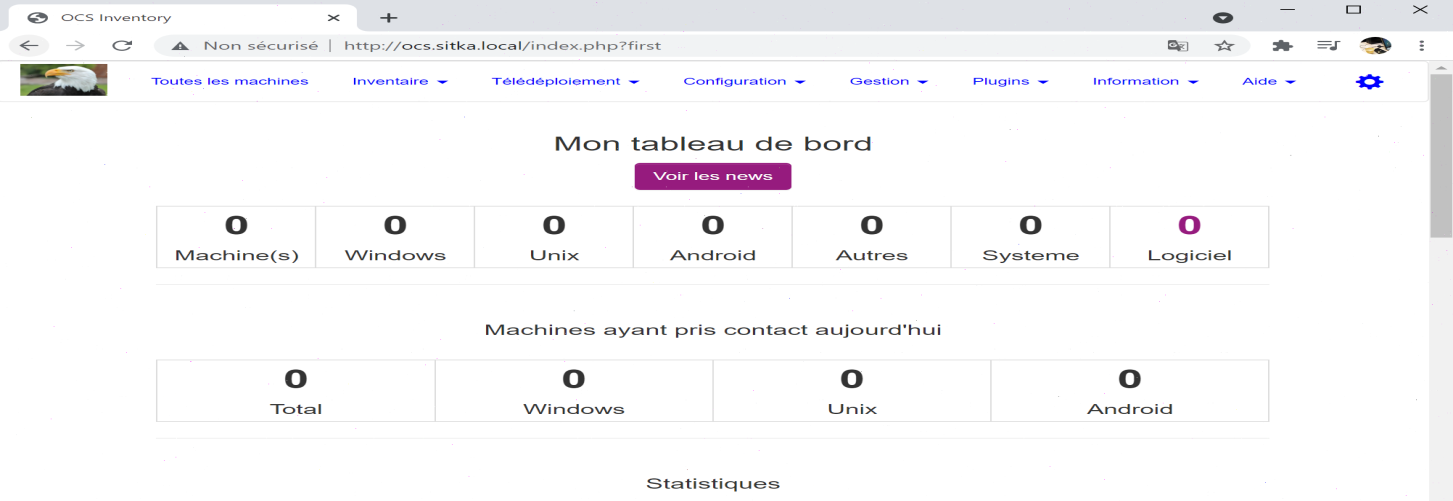 OCS Inventory
Non sécurisé | http://ocs.sitka.local/index.php?first
Toutes les machines Inventaire Télédéploiement Configuration Gestion Plugins Information Aide
Mon tableau de bord
Voir les news
0 0 0 0 0 0 0
Machine(s) Windows Unix Android Autres Systeme Logiciel
Machines ayant pris contact aujourd'hui
0 0 0 0
Total Windows Unix Android
Statistiques